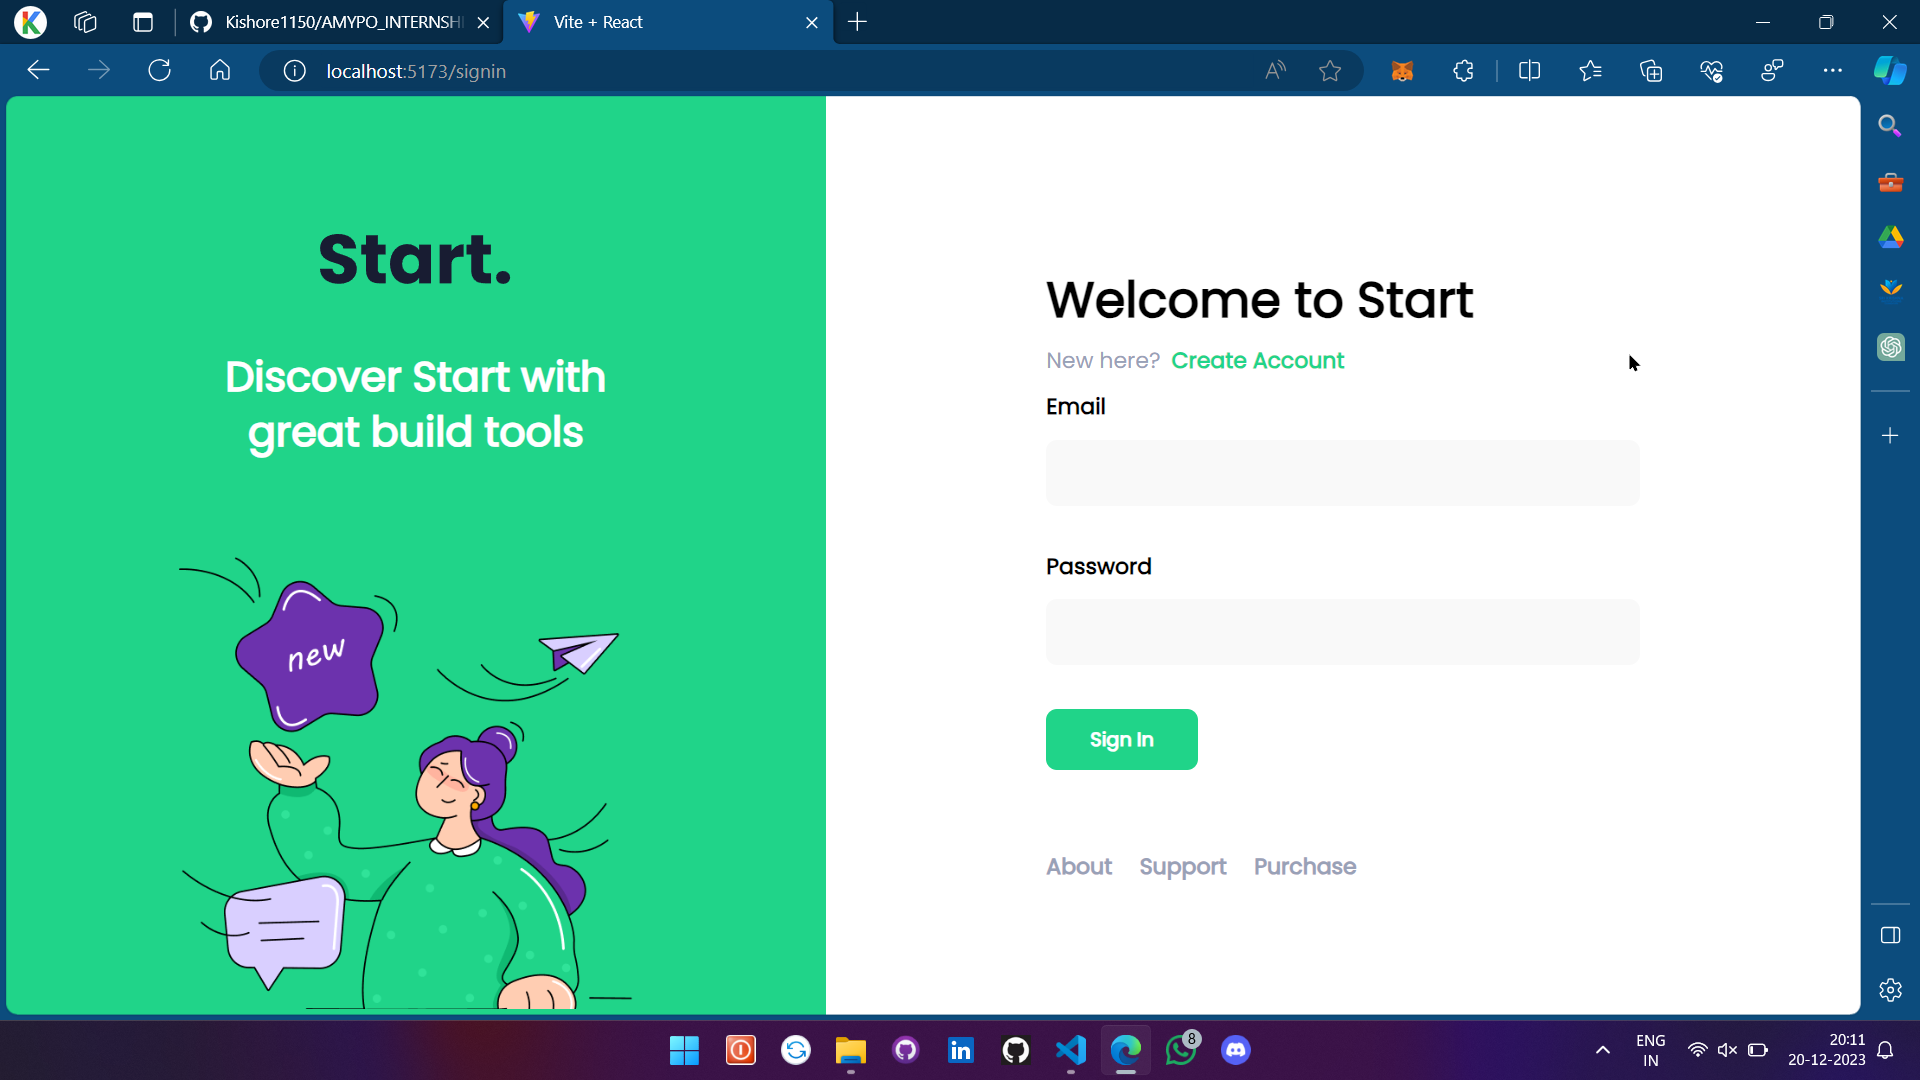 Kishore1150/AMYPO_INTERNSHI
Vite + React
localhost:5173/signin
Start.
Discover Start with
great build tools
new
Welcome to Start
New here? Create Account
Email
Password
Sign In
About Support Purchase
8
ENG
IN
20:11
20-12-2023